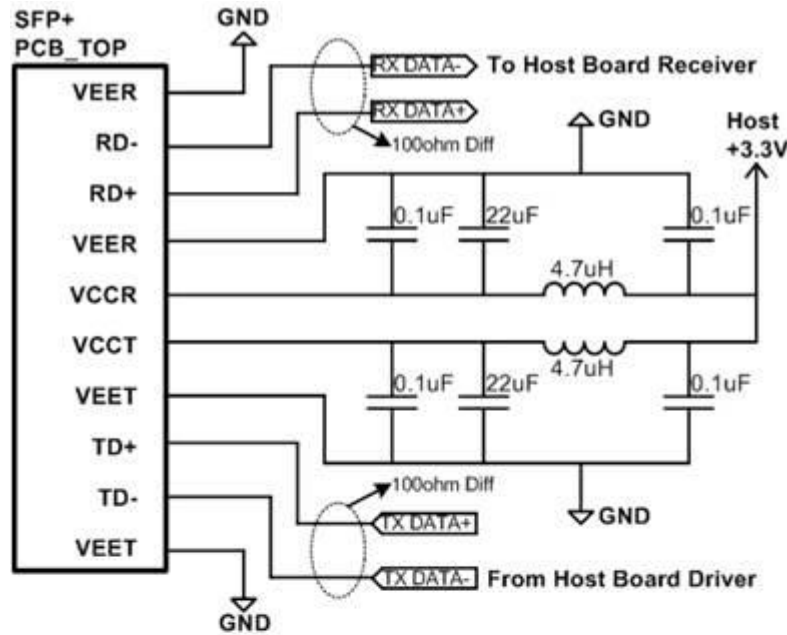 SFP+
PCB_TOP
GND
VEER
RD-
RD+
VEER
VCCR
VCCT
VEET
TD+
TD-
VEET
RX DATA-
To Host Board Receiver
RX DATA+
100ohm Diff
GND
Host
+3.3V
0.1uF
22uF
0.1uF
4.7uH
4.7uH
0.1uF
22uF
0.1uF
100ohm Diff
GND
TX DATA+
TX DATA-
From Host Board Driver
GND